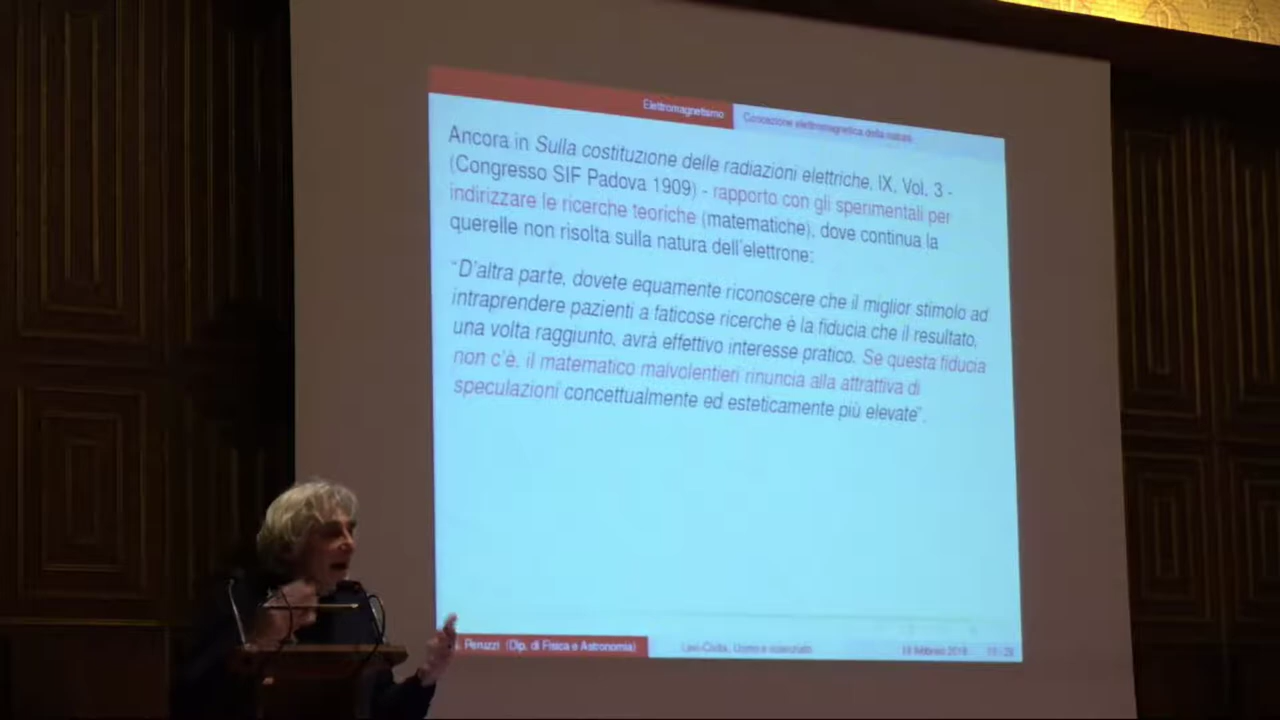 Elettromagnetismo
Concezione elettromagnetica della natura
Ancora in Sulla costituzione delle radiazioni elettriche, IX, Vol. 3 -
(Congresso SIF Padova 1909) - rapporto con gli sperimentali per
indirizzare le ricerche teoriche (matematiche), dove continua la
querelle non risolta sulla natura dell'elettrone:
“D'altra parte, dovete equamente riconoscere che il miglior stimolo ad
intraprendere pazienti a faticose ricerche è la fiducia che il resultato,
una volta raggiunto, avrà effettivo interesse pratico. Se questa fiducia
non c'è, il matematico malvolentieri rinuncia alla attrattiva di
speculazioni concettualmente ed esteticamente più elevate”.
. Peruzzi (Dip. di Fisica e Astronomia)
Levi-Civita, Uomo e scienziato